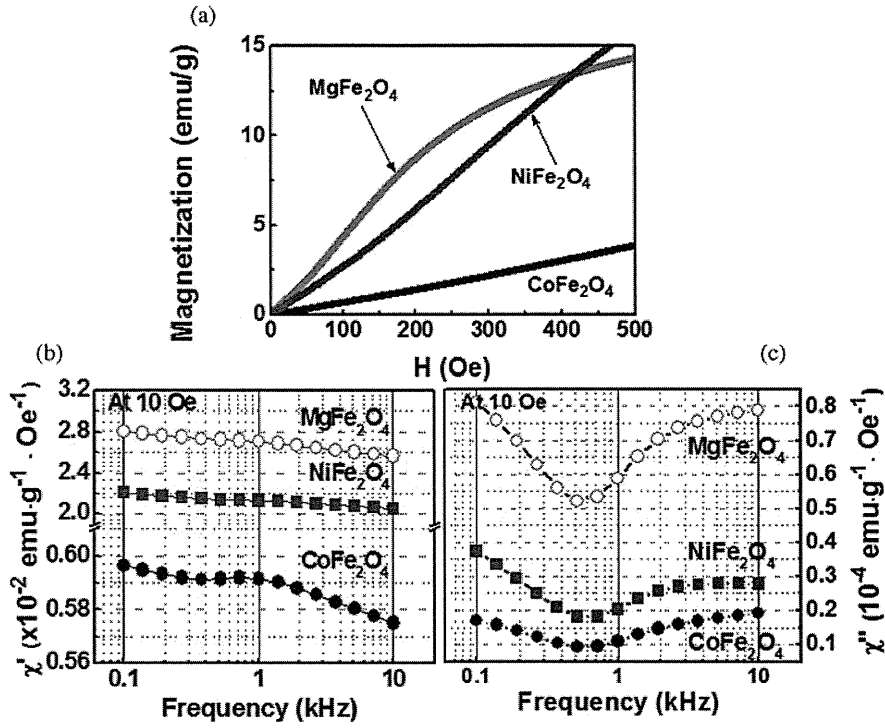 (a)
Magnetization (emu/g)
15
10
5
0
MgFe₂O₄
NiFe₂O₄
CoFe₂O₄
0 100 200 300 400 500
H (Oe)
(b)
χ' (x10⁻² emu·g⁻¹ · Oe⁻¹)
3.2
2.8
2.4
2.0
0.60
0.58
0.56
At 10 Oe
MgFe₂O₄
NiFe₂O₄
CoFe₂O₄
0.1 1 10
Frequency (kHz)
(c)
At 10 Oe
MgFe₂O₄
NiFe₂O₄
CoFe₂O₄
0.8
0.7
0.6
0.5
0.4
0.3
0.2
0.1
χ'' (10⁻⁴ emu·g⁻¹ · Oe⁻¹)
0.1 1 10
Frequency (kHz)